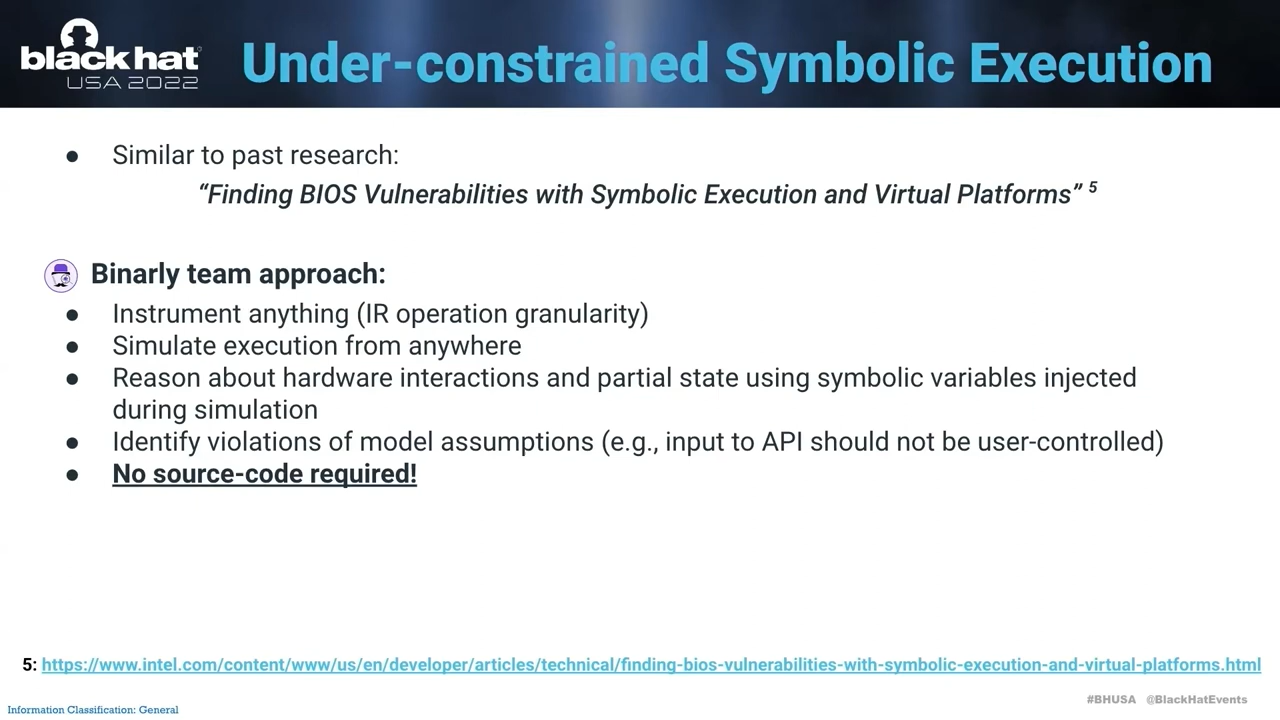 black hat
USA 2022
Under-constrained Symbolic Execution
● Similar to past research:
“Finding BIOS Vulnerabilities with Symbolic Execution and Virtual Platforms” 5
Binarly team approach:
● Instrument anything (IR operation granularity)
● Simulate execution from anywhere
● Reason about hardware interactions and partial state using symbolic variables injected
during simulation
● Identify violations of model assumptions (e.g., input to API should not be user-controlled)
● No source-code required!
5: https://www.intel.com/content/www/us/en/developer/articles/technical/finding-bios-vulnerabilities-with-symbolic-execution-and-virtual-platforms.html
#BHUSA @BlackHatEvents
Information Classification: General